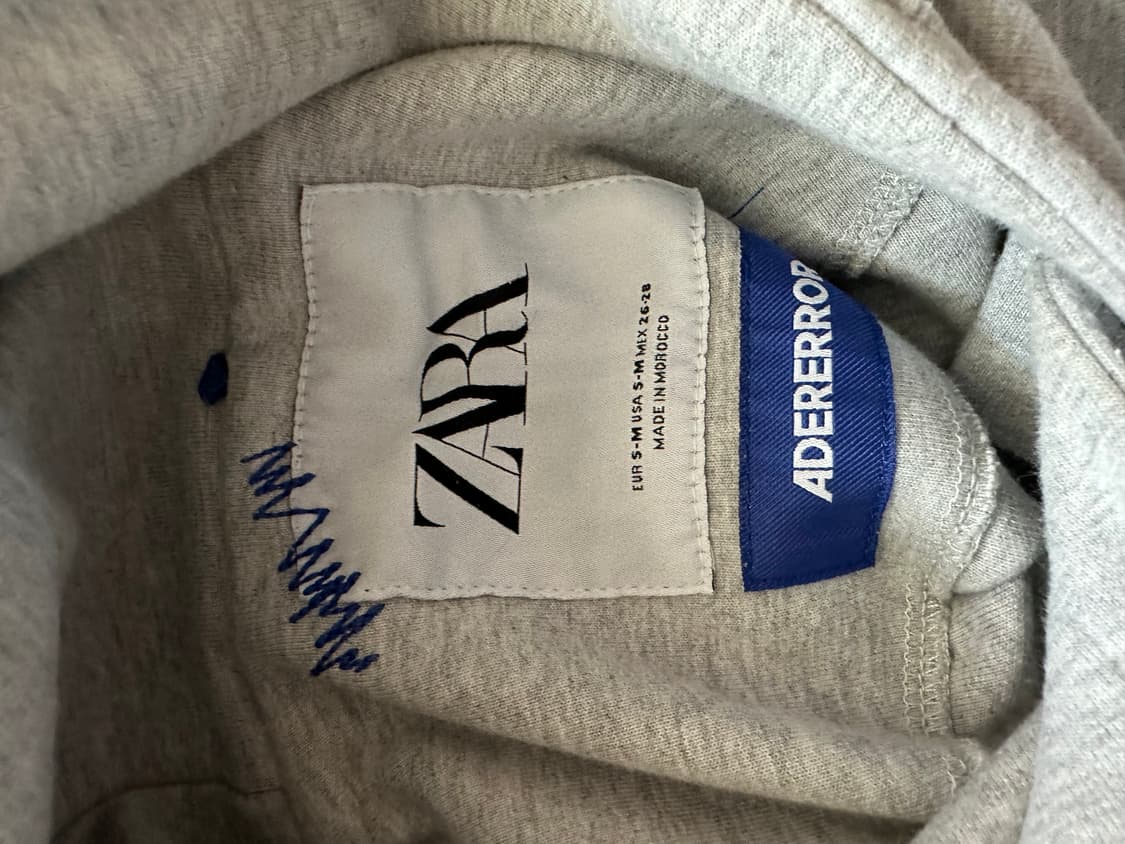 ZARA
EUR S-M USA S-M MEX 26-28
MADE IN MOROCCO
ADERERROR